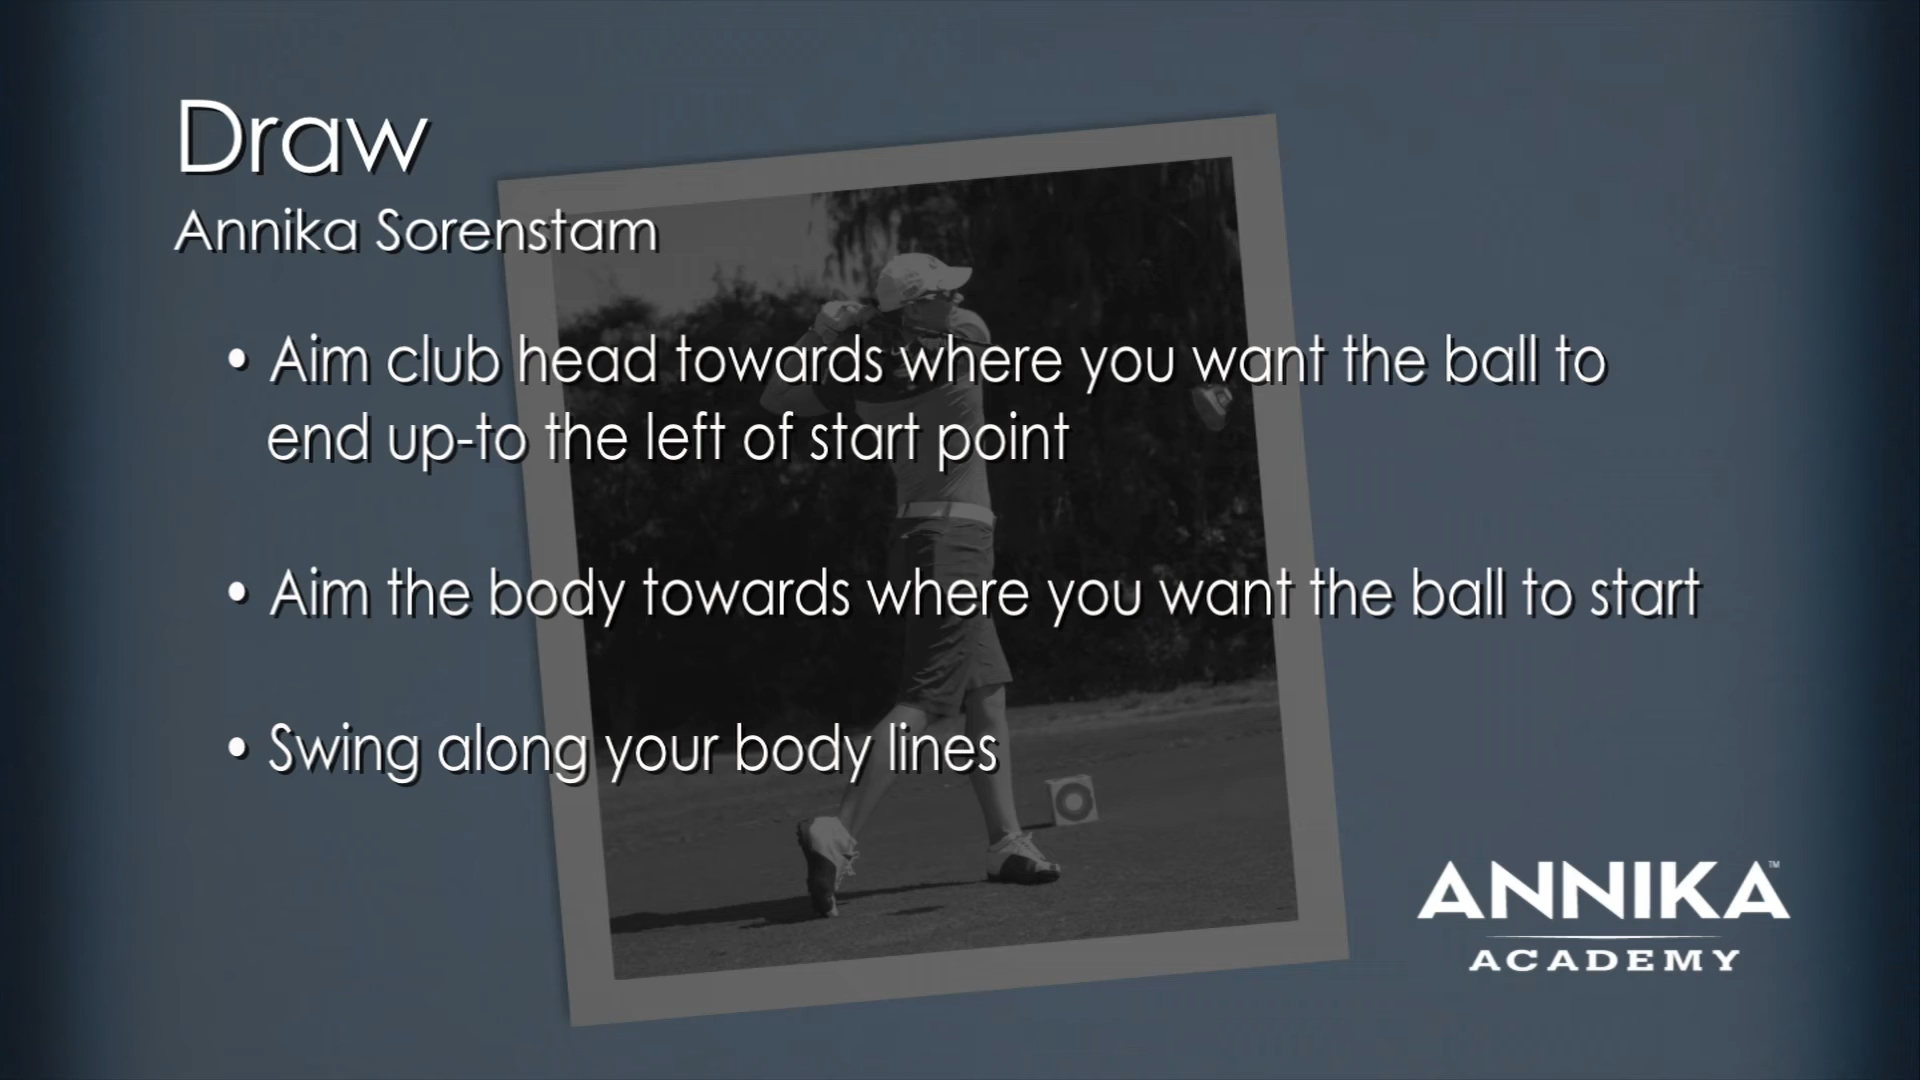 Draw
Annika Sorenstam
• Aim club head towards where you want the ball to
end up-to the left of start point
• Aim the body towards where you want the ball to start
• Swing along your body lines
ANNIKA™
ACADEMY